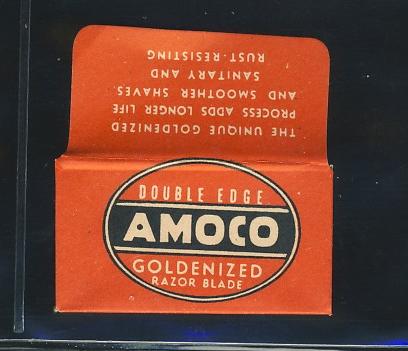 THE UNIQUE GOLDENIZED
PROCESS ADDS LONGER LIFE
AND SMOOTHER SHAVES.
SANITARY AND
RUST-RESISTING
DOUBLE EDGE
AMOCO
GOLDENIZED
RAZOR BLADE